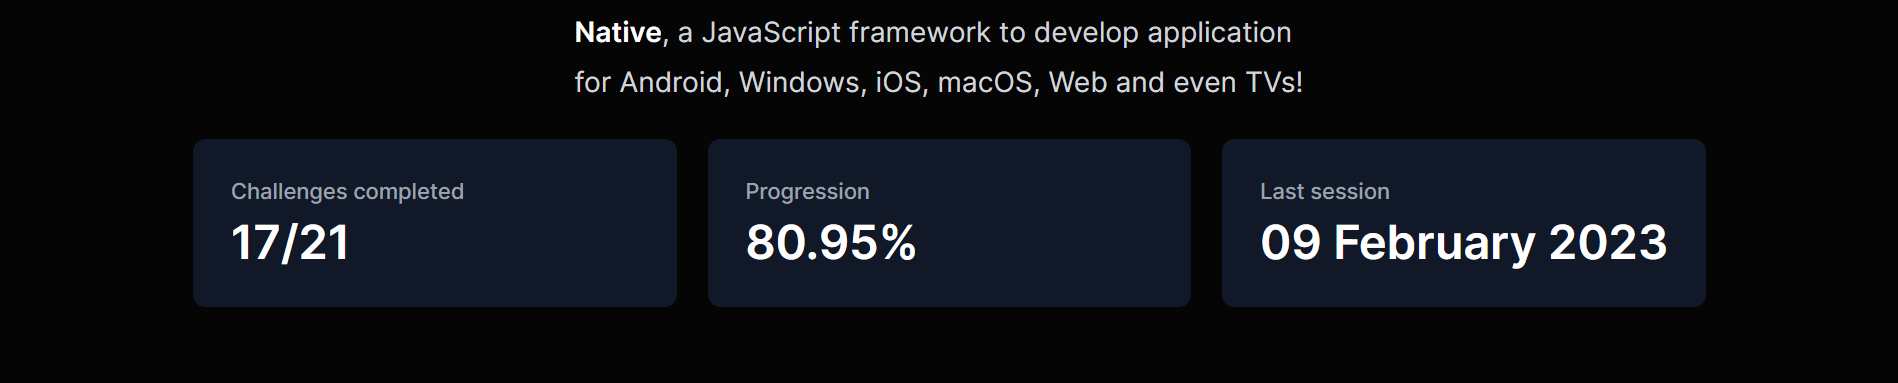 Native, a JavaScript framework to develop application
for Android, Windows, iOS, macOS, Web and even TVs!
Challenges completed
17/21
Progression
80.95%
Last session
09 February 2023